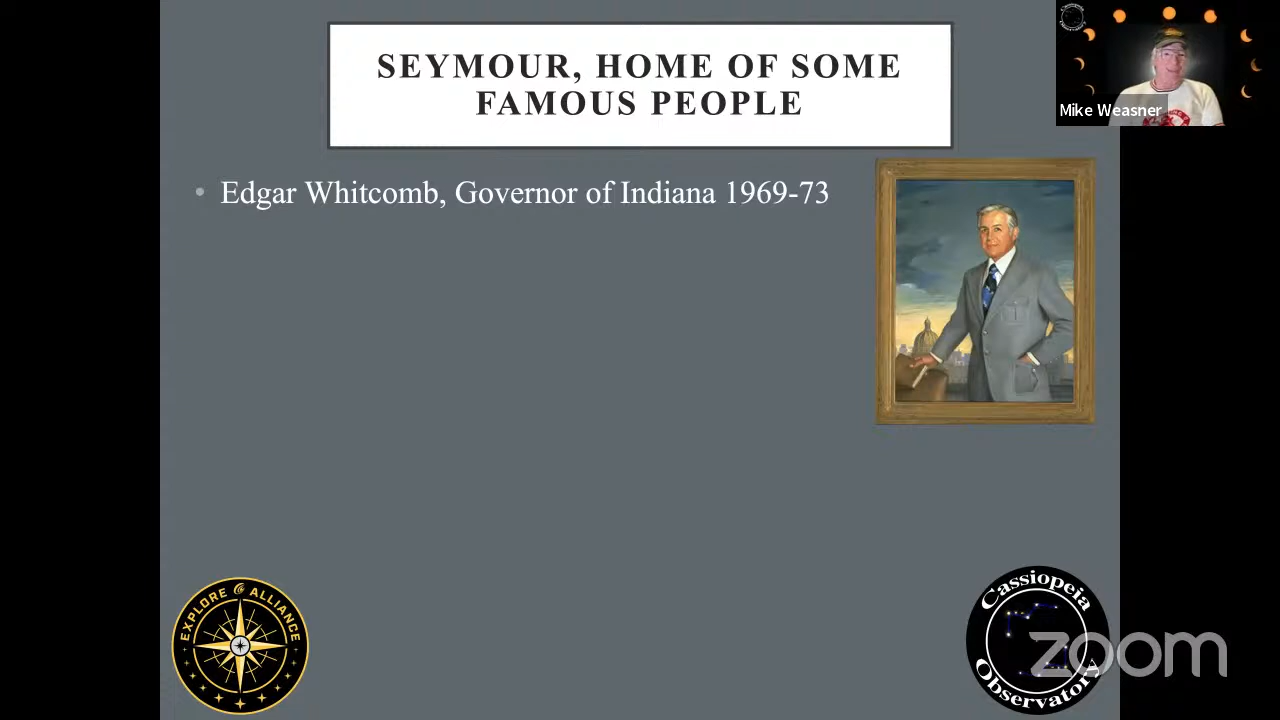 SEYMOUR, HOME OF SOME
FAMOUS PEOPLE
Mike Weasner
• Edgar Whitcomb, Governor of Indiana 1969-73
EXPLORE ALLIANCE
Cassiopeia
Observatory
zoom